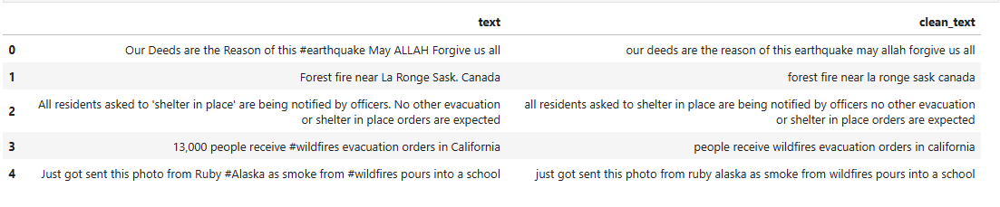 text clean_text
0 Our Deeds are the Reason of this #earthquake May ALLAH Forgive us all our deeds are the reason of this earthquake may allah forgive us all
1 Forest fire near La Ronge Sask. Canada forest fire near la ronge sask canada
2 All residents asked to 'shelter in place' are being notified by officers. No other evacuation all residents asked to shelter in place are being notified by officers no other evacuation
or shelter in place orders are expected or shelter in place orders are expected
3 13,000 people receive #wildfires evacuation orders in California people receive wildfires evacuation orders in california
4 Just got sent this photo from Ruby #Alaska as smoke from #wildfires pours into a school just got sent this photo from ruby alaska as smoke from wildfires pours into a school